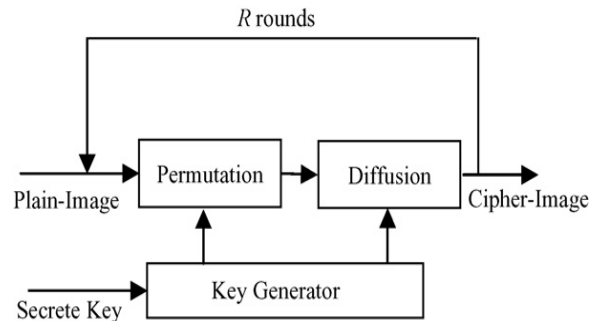 R rounds
Permutation
Diffusion
Plain-Image
Cipher-Image
Key Generator
Secrete Key